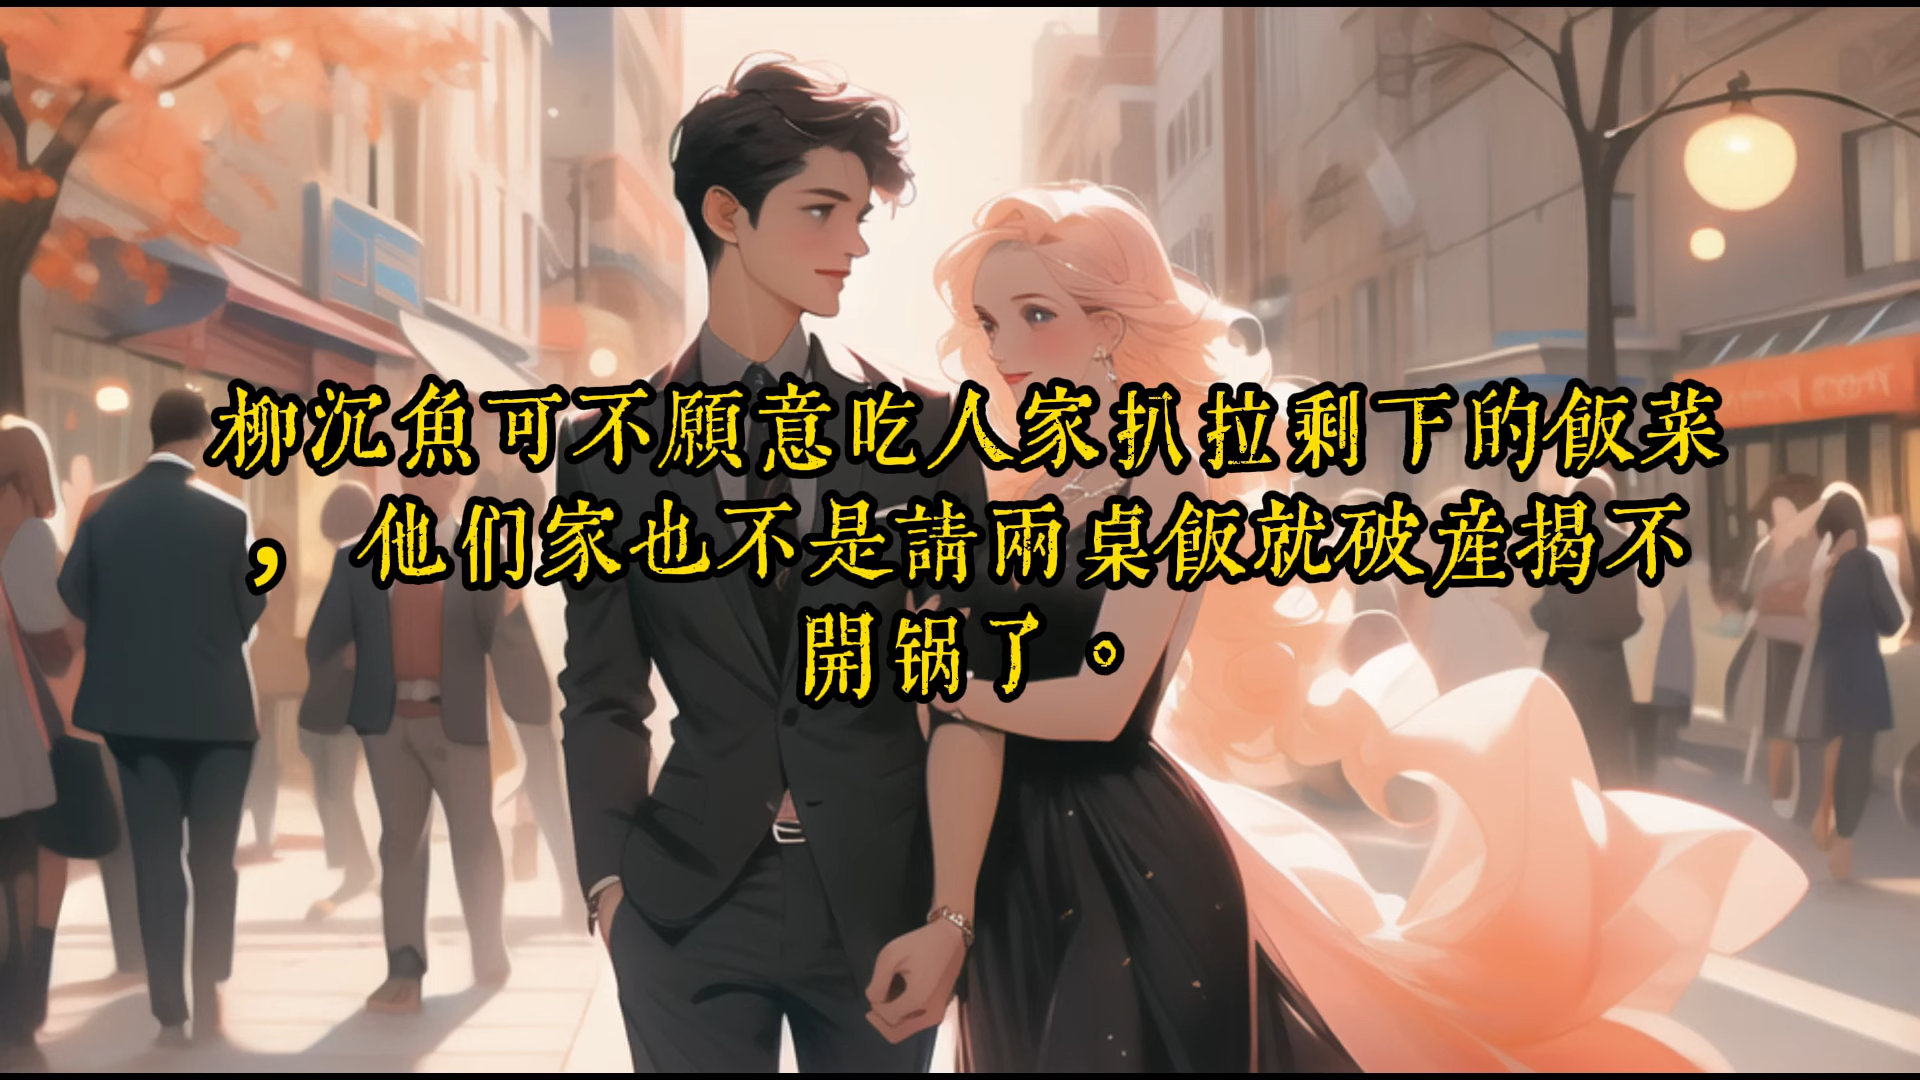 柳沉魚可不願意吃人家扒拉剩下的飯菜
，他们家也不是請兩桌飯就破産揭不
開锅了。